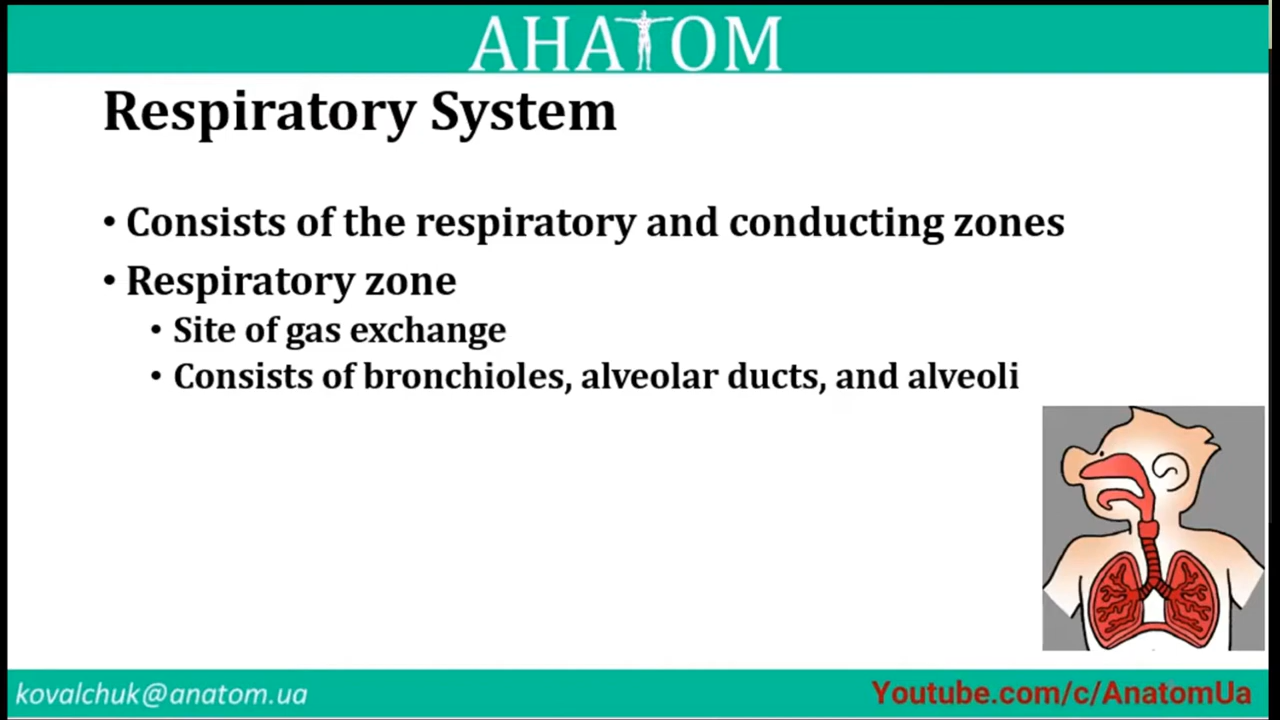 АНАТОМ
Respiratory System
• Consists of the respiratory and conducting zones
• Respiratory zone
• Site of gas exchange
• Consists of bronchioles, alveolar ducts, and alveoli
kovalchuk@anatom.ua
Youtube.com/c/AnatomUa